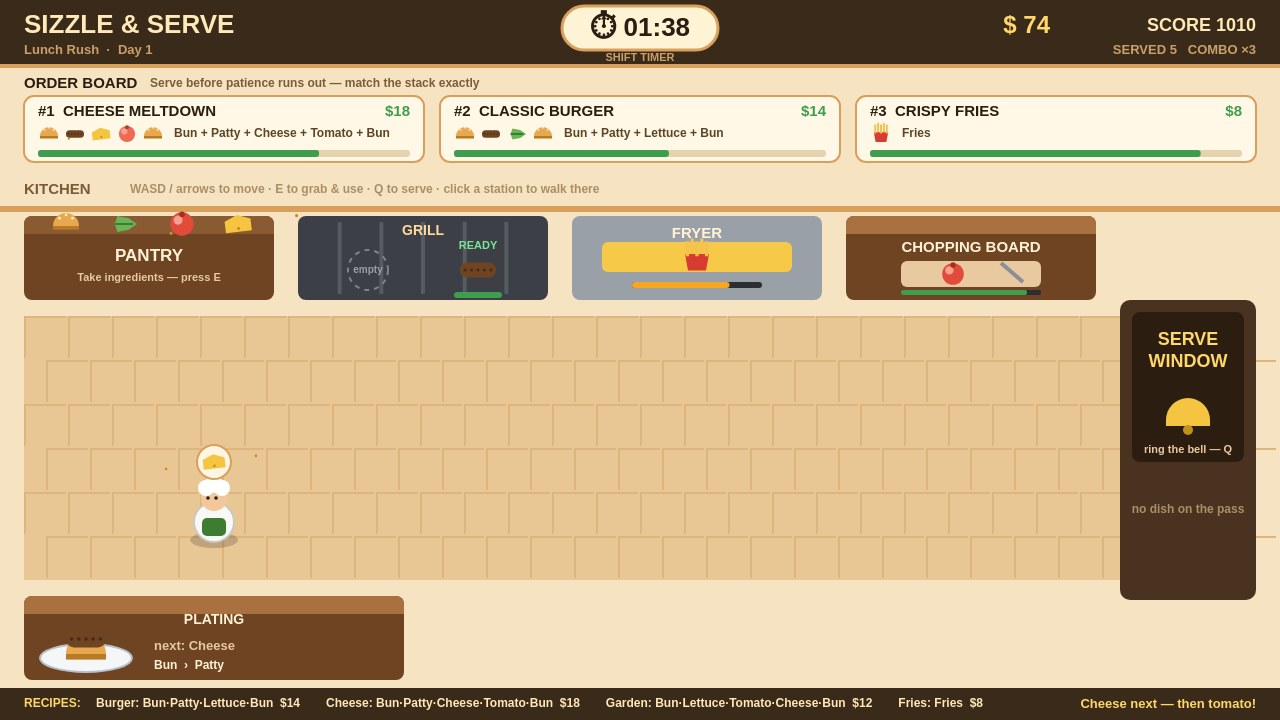 SIZZLE & SERVE
Lunch Rush · Day 1
01:38
SHIFT TIMER
$ 74
SCORE 1010
SERVED 5 COMBO ×3
ORDER BOARD Serve before patience runs out — match the stack exactly
#1 CHEESE MELTDOWN $18
Bun + Patty + Cheese + Tomato + Bun
#2 CLASSIC BURGER $14
Bun + Patty + Lettuce + Bun
#3 CRISPY FRIES $8
Fries
KITCHEN WASD / arrows to move · E to grab & use · Q to serve · click a station to walk there
PANTRY
Take ingredients — press E
GRILL
READY
empty
FRYER
CHOPPING BOARD
SERVE
WINDOW
ring the bell — Q
no dish on the pass
PLATING
next: Cheese
Bun › Patty
RECIPES: Burger: Bun·Patty·Lettuce·Bun $14 Cheese: Bun·Patty·Cheese·Tomato·Bun $18 Garden: Bun·Lettuce·Tomato·Cheese·Bun $12 Fries: Fries $8 Cheese next — then tomato!